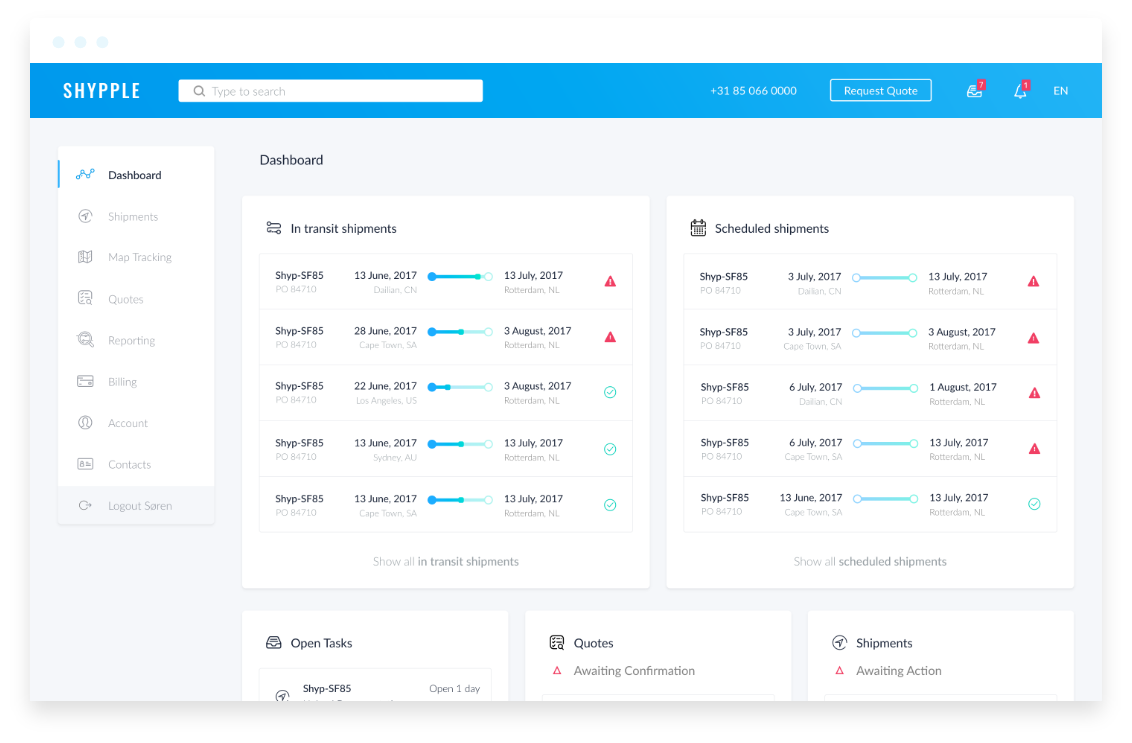 SHYPPLE
Type to search
+31 85 066 0000
Request Quote
7
1
EN
Dashboard
Shipments
Map Tracking
Quotes
Reporting
Billing
Account
Contacts
Logout Søren
Dashboard
In transit shipments
Shyp-SF85 13 June, 2017 13 July, 2017
PO 84710 Dailian, CN Rotterdam, NL
Shyp-SF85 28 June, 2017 3 August, 2017
PO 84710 Cape Town, SA Rotterdam, NL
Shyp-SF85 22 June, 2017 3 August, 2017
PO 84710 Los Angeles, US Rotterdam, NL
Shyp-SF85 13 June, 2017 13 July, 2017
PO 84710 Sydney, AU Rotterdam, NL
Shyp-SF85 13 June, 2017 13 July, 2017
PO 84710 Cape Town, SA Rotterdam, NL
Show all in transit shipments
Scheduled shipments
Shyp-SF85 3 July, 2017 13 July, 2017
PO 84710 Dailian, CN Rotterdam, NL
Shyp-SF85 3 July, 2017 3 August, 2017
PO 84710 Cape Town, SA Rotterdam, NL
Shyp-SF85 6 July, 2017 1 August, 2017
PO 84710 Dailian, CN Rotterdam, NL
Shyp-SF85 6 July, 2017 13 July, 2017
PO 84710 Cape Town, SA Rotterdam, NL
Shyp-SF85 13 June, 2017 13 July, 2017
PO 84710 Cape Town, SA Rotterdam, NL
Show all scheduled shipments
Open Tasks
Shyp-SF85 Open 1 day
Quotes
Awaiting Confirmation
Shipments
Awaiting Action